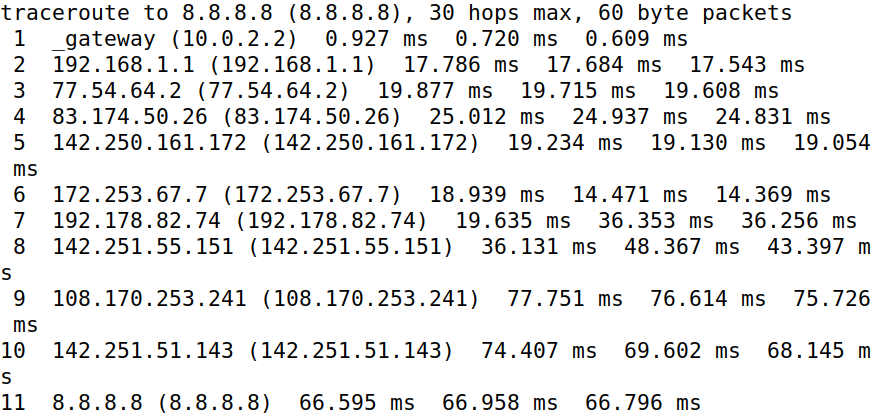 traceroute to 8.8.8.8 (8.8.8.8), 30 hops max, 60 byte packets
 1  _gateway (10.0.2.2)  0.927 ms  0.720 ms  0.609 ms
 2  192.168.1.1 (192.168.1.1)  17.786 ms  17.684 ms  17.543 ms
 3  77.54.64.2 (77.54.64.2)  19.877 ms  19.715 ms  19.608 ms
 4  83.174.50.26 (83.174.50.26)  25.012 ms  24.937 ms  24.831 ms
 5  142.250.161.172 (142.250.161.172)  19.234 ms  19.130 ms  19.054
 ms
 6  172.253.67.7 (172.253.67.7)  18.939 ms  14.471 ms  14.369 ms
 7  192.178.82.74 (192.178.82.74)  19.635 ms  36.353 ms  36.256 ms
 8  142.251.55.151 (142.251.55.151)  36.131 ms  48.367 ms  43.397 m
s
 9  108.170.253.241 (108.170.253.241)  77.751 ms  76.614 ms  75.726
 ms
10  142.251.51.143 (142.251.51.143)  74.407 ms  69.602 ms  68.145 m
s
11  8.8.8.8 (8.8.8.8)  66.595 ms  66.958 ms  66.796 ms